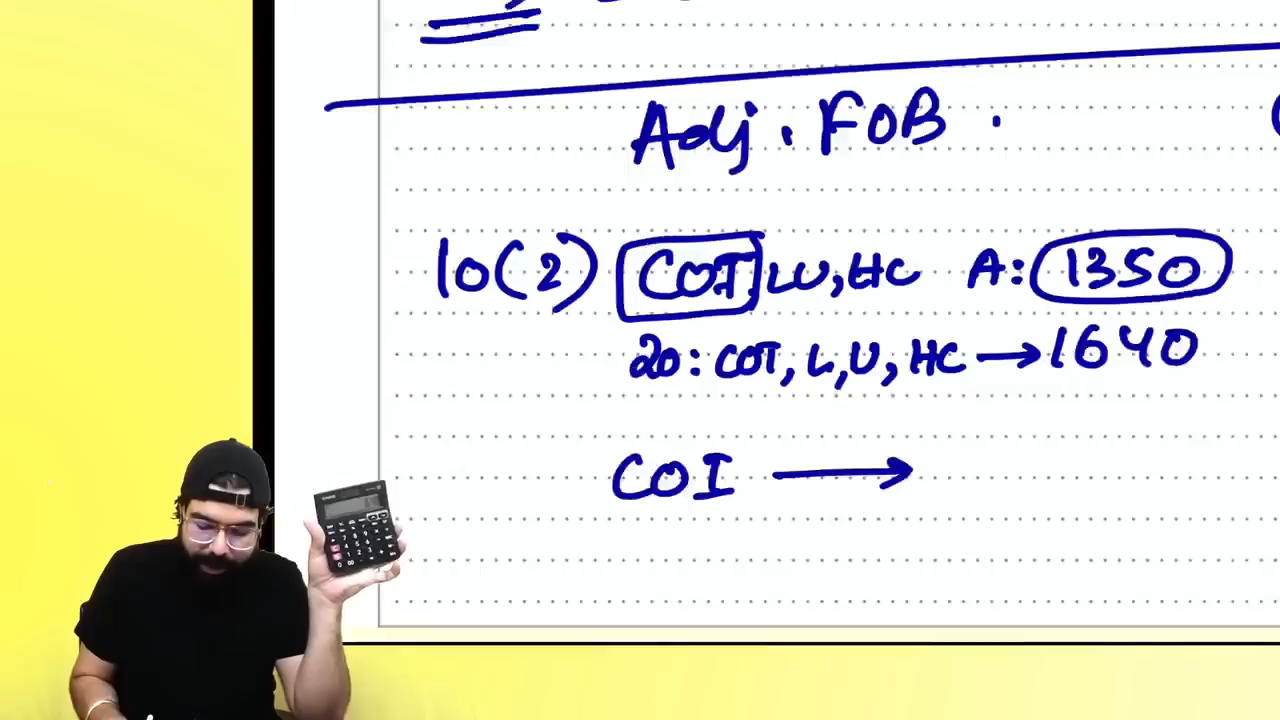 Adj. FOB.
10(2) COT, LU, HC A: 1350
20: COT, L, U, HC → 1640
COI →